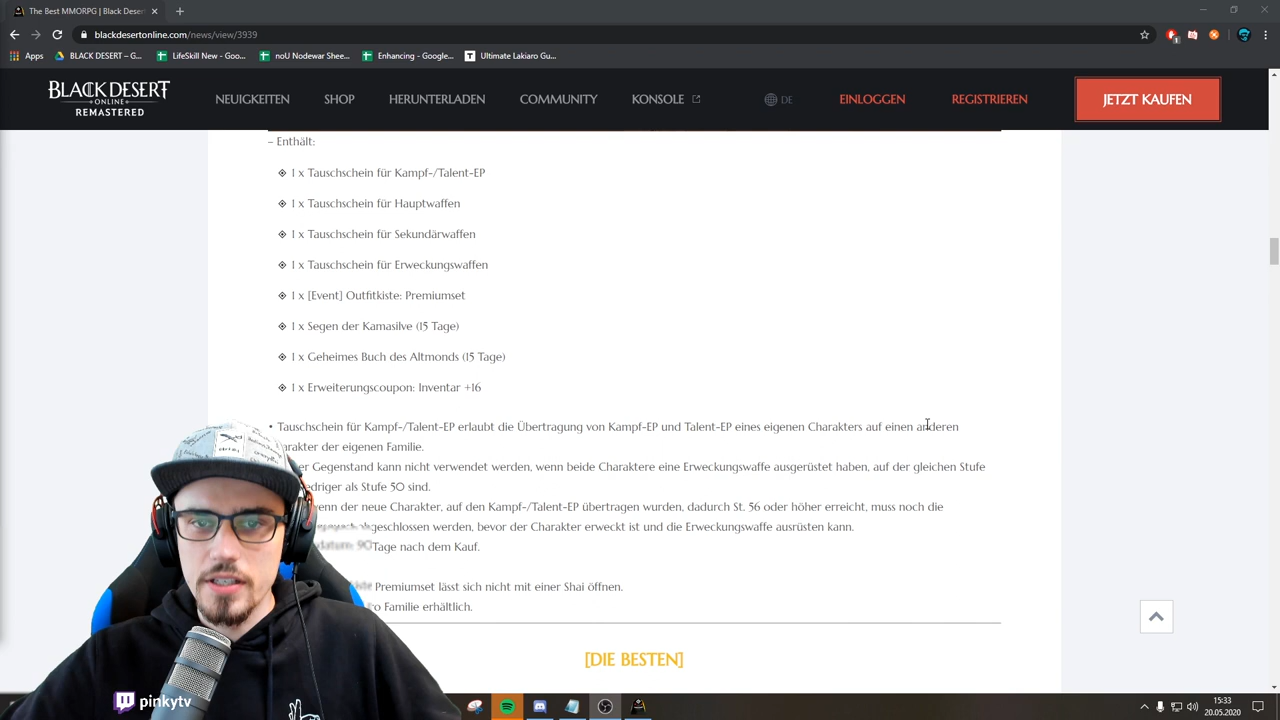 The Best MMORPG |
blackdesertonline.com/news/view/3939
Apps BLACK DESERT – G... LifeSkill New - Goo... noU Nodewar Shee... Enhancing - Google... Ultimate Lakiaro Gu...
BLACK DESERT
ONLINE
REMASTERED
NEUIGKEITEN SHOP HERUNTERLADEN COMMUNITY KONSOLE DE EINLOGGEN REGISTRIEREN JETZT KAUFEN
– Enthält:
1 x Tauschschein für Kampf-/Talent-EP
1 x Tauschschein für Hauptwaffen
1 x Tauschschein für Sekundärwaffen
1 x Tauschschein für Erweckungswaffen
1 x [Event] Outfitkiste: Premiumset
1 x Segen der Kamasilve (15 Tage)
1 x Geheimes Buch des Altmonds (15 Tage)
1 x Erweiterungscoupon: Inventar +16
• Tauschschein für Kampf-/Talent-EP erlaubt die Übertragung von Kampf-EP und Talent-EP eines eigenen Charakters auf einen anderen
arakter der eigenen Familie.
er Gegenstand kann nicht verwendet werden, wenn beide Charaktere eine Erweckungswaffe ausgerüstet haben, auf der gleichen Stufe
edriger als Stufe 50 sind.
enn der neue Charakter, auf den Kampf-/Talent-EP übertragen wurden, dadurch St. 56 oder höher erreicht, muss noch die
abgeschlossen werden, bevor der Charakter erweckt ist und die Erweckungswaffe ausrüsten kann.
datum: 90 Tage nach dem Kauf.
Premiumset lässt sich nicht mit einer Shai öffnen.
o Familie erhältlich.
[DIE BESTEN]
pinkytv
15:33
20.05.2020